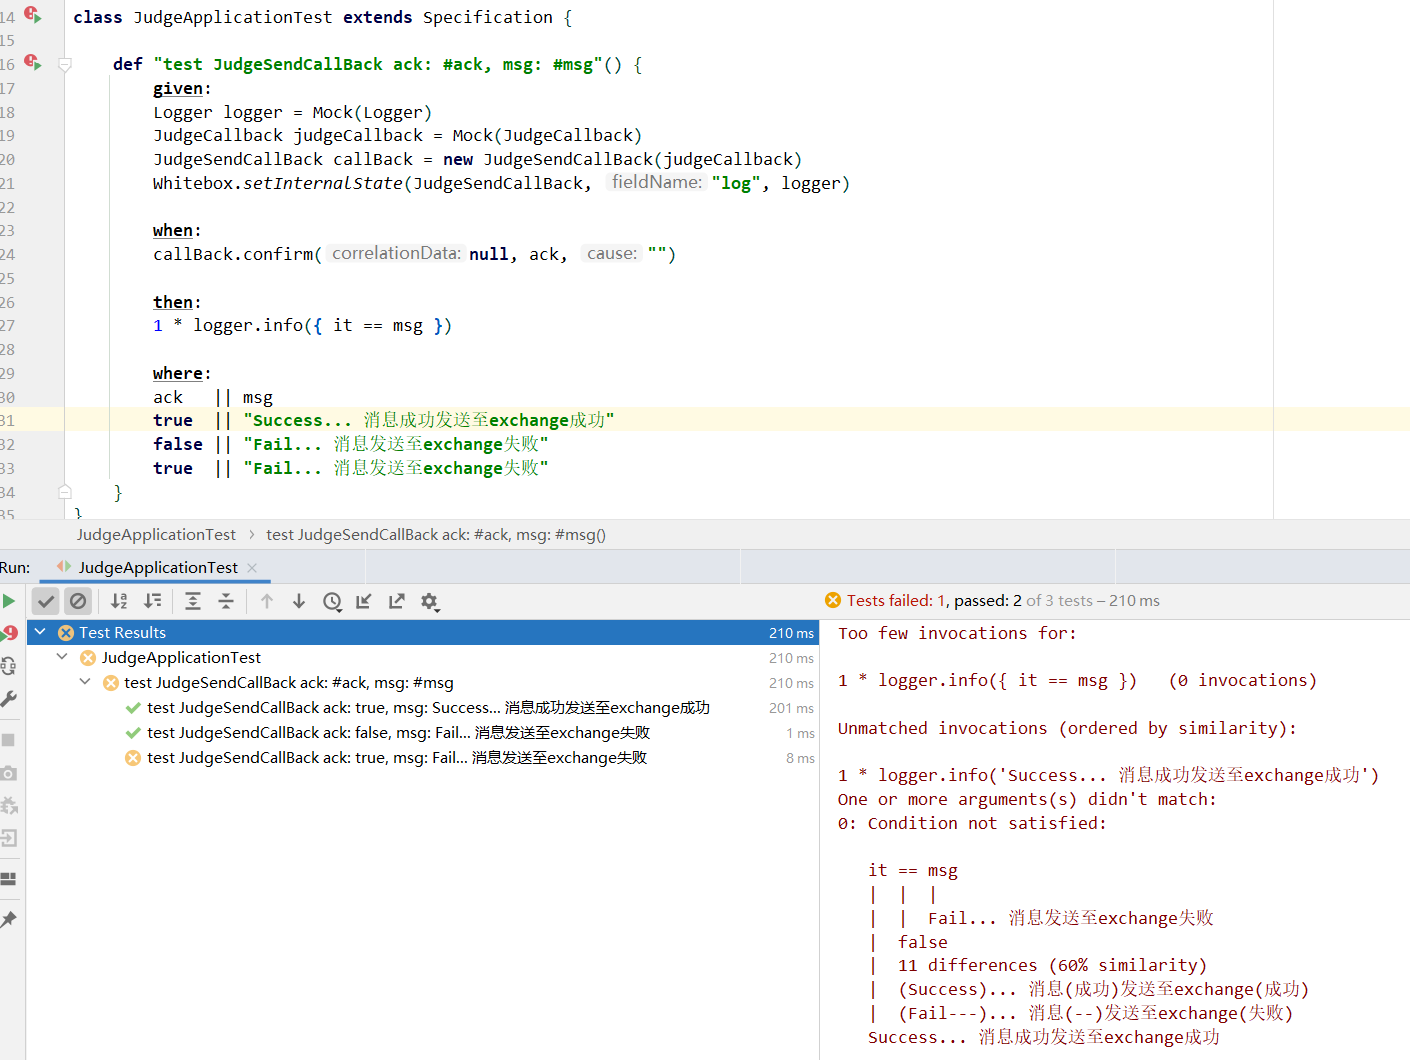 14 class JudgeApplicationTest extends Specification {
15
16 def "test JudgeSendCallBack ack: #ack, msg: #msg"() {
17 given:
18 Logger logger = Mock(Logger)
19 JudgeCallback judgeCallback = Mock(JudgeCallback)
20 JudgeSendCallBack callBack = new JudgeSendCallBack(judgeCallback)
21 Whitebox.setInternalState(JudgeSendCallBack, fieldName: "log", logger)
22
23 when:
24 callBack.confirm( correlationData: null, ack, cause: "")
25
26 then:
27 1 * logger.info({ it == msg })
28
29 where:
30 ack || msg
31 true || "Success... 消息成功发送至exchange成功"
32 false || "Fail... 消息发送至exchange失败"
33 true || "Fail... 消息发送至exchange失败"
34 }
35 }
JudgeApplicationTest › test JudgeSendCallBack ack: #ack, msg: #msg()
Run: JudgeApplicationTest ×
Tests failed: 1, passed: 2 of 3 tests – 210 ms
Test Results 210 ms
JudgeApplicationTest 210 ms
test JudgeSendCallBack ack: #ack, msg: #msg 210 ms
test JudgeSendCallBack ack: true, msg: Success... 消息成功发送至exchange成功 201 ms
test JudgeSendCallBack ack: false, msg: Fail... 消息发送至exchange失败 1 ms
test JudgeSendCallBack ack: true, msg: Fail... 消息发送至exchange失败 8 ms
Too few invocations for:
1 * logger.info({ it == msg }) (0 invocations)
Unmatched invocations (ordered by similarity):
1 * logger.info('Success... 消息成功发送至exchange成功')
One or more arguments(s) didn't match:
0: Condition not satisfied:
it == msg
| | |
| | Fail... 消息发送至exchange失败
| false
| 11 differences (60% similarity)
| (Success)... 消息(成功)发送至exchange(成功)
| (Fail---)... 消息(--)发送至exchange(失败)
Success... 消息成功发送至exchange成功